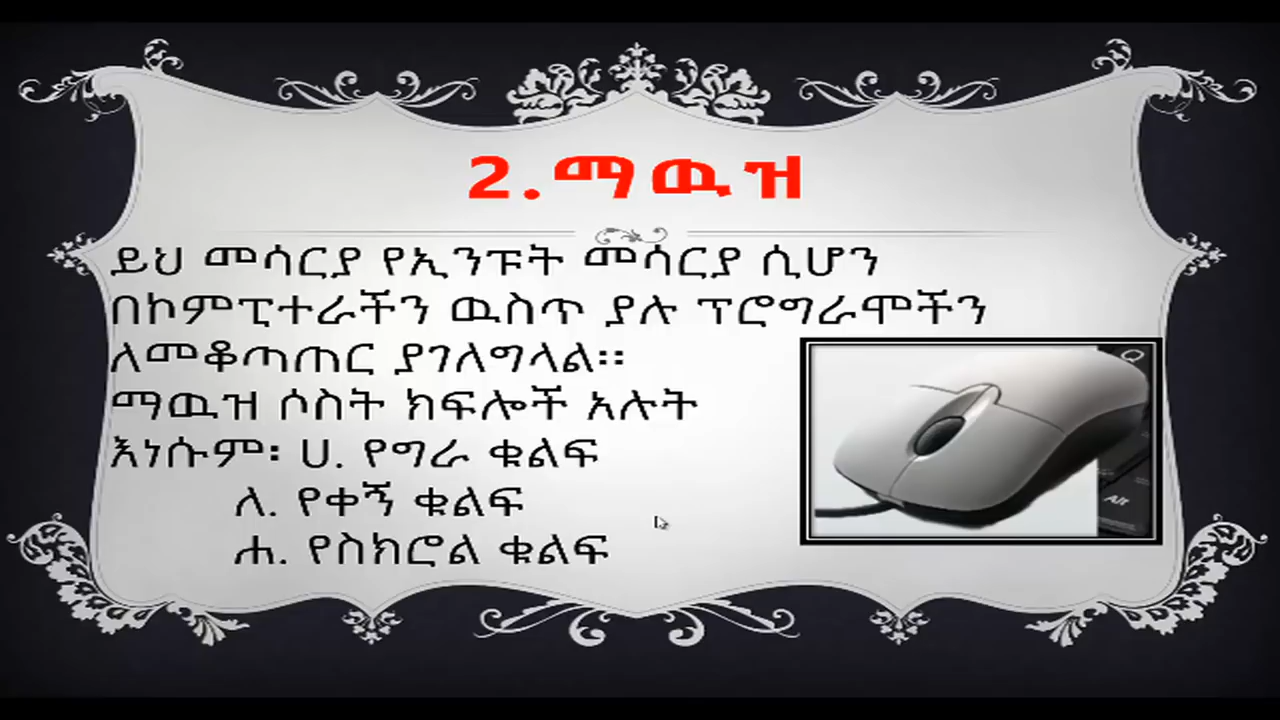 2.ማዉዝ
ይህ መሳርያ የኢንፑት መሳርያ ሲሆን
በኮምፒተራችን ዉስጥ ያሉ ፕሮግራሞችን
ለመቆጣጠር ያገለግላል፡፡
ማዉዝ ሶስት ክፍሎች አሉት
እነሱም፡ ሀ. የግራ ቁልፍ
ለ. የቀኝ ቁልፍ
ሐ. የስክሮል ቁልፍ
Q
Alt